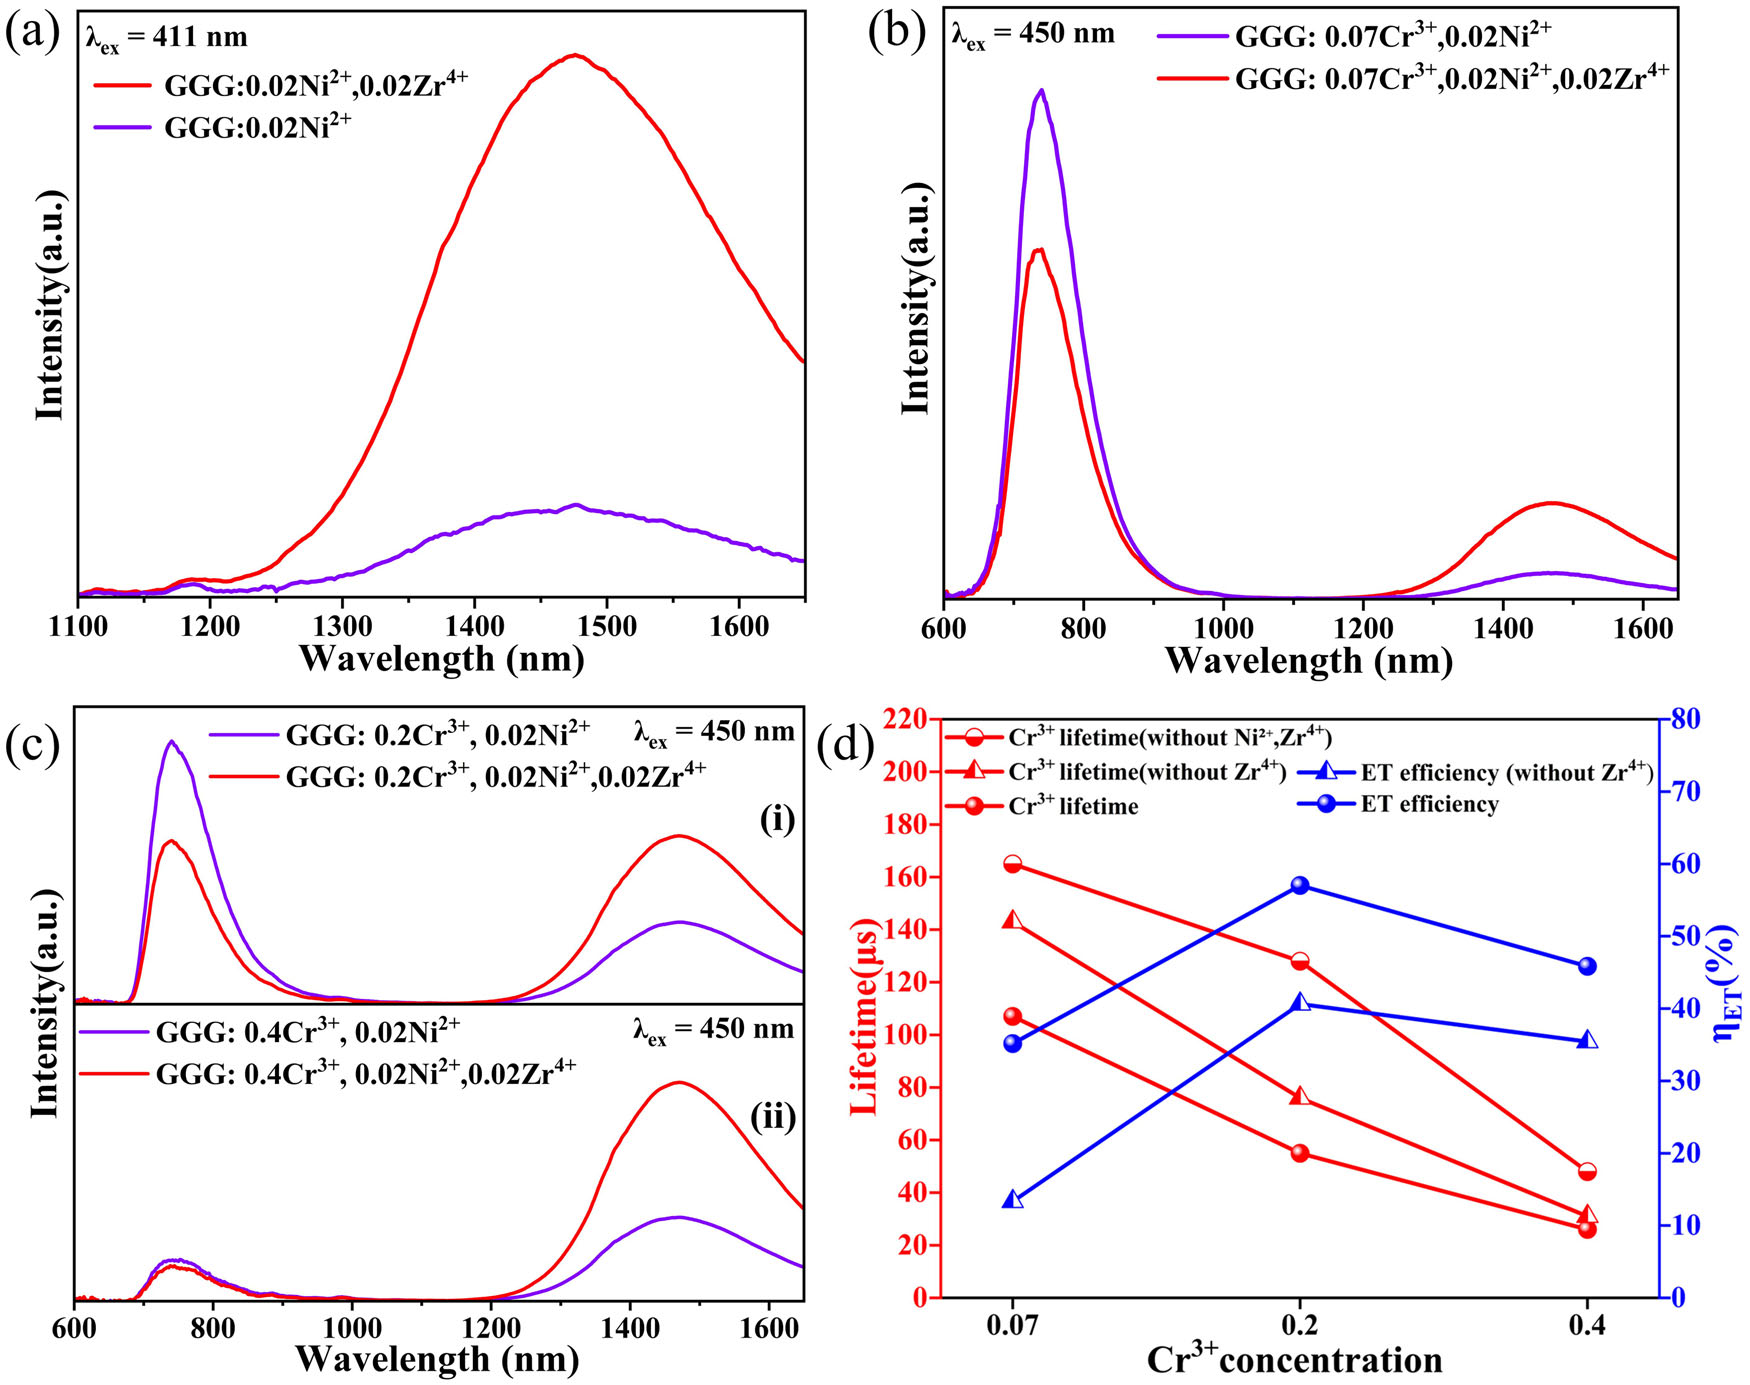 (a)
λex = 411 nm
GGG:0.02Ni²⁺,0.02Zr⁴⁺
GGG:0.02Ni²⁺
Intensity(a.u.)
1100 1200 1300 1400 1500 1600
Wavelength (nm)
(b)
λex = 450 nm
GGG: 0.07Cr³⁺,0.02Ni²⁺
GGG: 0.07Cr³⁺,0.02Ni²⁺,0.02Zr⁴⁺
Intensity(a.u.)
600 800 1000 1200 1400 1600
Wavelength (nm)
(c)
GGG: 0.2Cr³⁺, 0.02Ni²⁺
λex = 450 nm
GGG: 0.2Cr³⁺, 0.02Ni²⁺,0.02Zr⁴⁺
(i)
GGG: 0.4Cr³⁺, 0.02Ni²⁺
λex = 450 nm
GGG: 0.4Cr³⁺, 0.02Ni²⁺,0.02Zr⁴⁺
(ii)
Intensity(a.u.)
600 800 1000 1200 1400 1600
Wavelength (nm)
(d)
Cr³⁺ lifetime(without Ni²⁺,Zr⁴⁺)
Cr³⁺ lifetime(without Zr⁴⁺)
ET efficiency (without Zr⁴⁺)
Cr³⁺ lifetime
ET efficiency
220
200
180
160
140
120
100
80
60
40
20
0
Lifetime(μs)
80
70
60
50
40
30
20
10
0
ηET(%)
0.07 0.2 0.4
Cr³⁺concentration